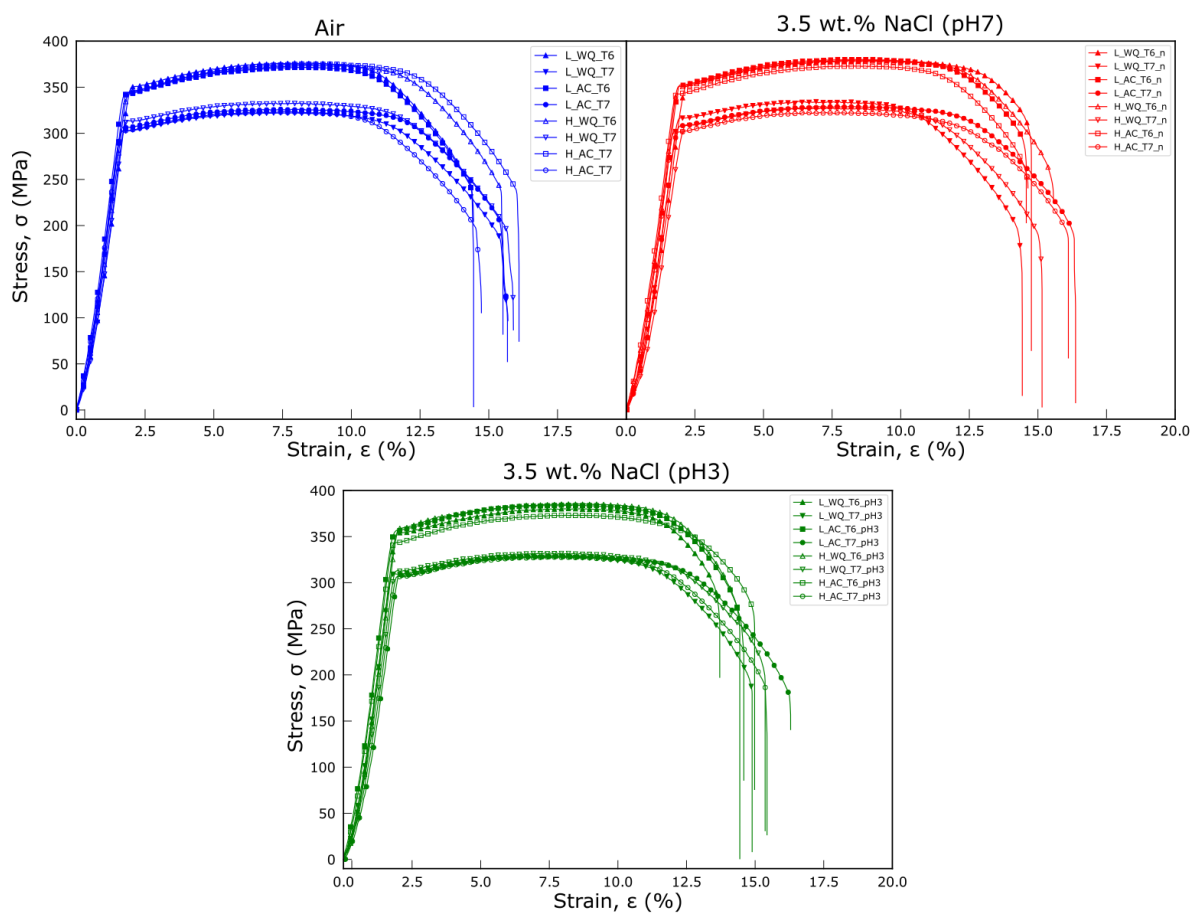 Air
3.5 wt.% NaCl (pH7)
400
350
300
250
200
150
100
50
0
Stress, σ (MPa)
L_WQ_T6
L_WQ_T7
L_AC_T6
L_AC_T7
H_WQ_T6
H_WQ_T7
H_AC_T7
H_AC_T7
L_WQ_T6_n
L_WQ_T7_n
L_AC_T6_n
L_AC_T7_n
H_WQ_T6_n
H_WQ_T7_n
H_AC_T6_n
H_AC_T7_n
0.0 2.5 5.0 7.5 10.0 12.5 15.0 17.5 0.0 2.5 5.0 7.5 10.0 12.5 15.0 17.5 20.0
Strain, ε (%) Strain, ε (%)
3.5 wt.% NaCl (pH3)
400
350
300
250
200
150
100
50
0
Stress, σ (MPa)
L_WQ_T6_pH3
L_WQ_T7_pH3
L_AC_T6_pH3
L_AC_T7_pH3
H_WQ_T6_pH3
H_WQ_T7_pH3
H_AC_T6_pH3
H_AC_T7_pH3
0.0 2.5 5.0 7.5 10.0 12.5 15.0 17.5 20.0
Strain, ε (%)